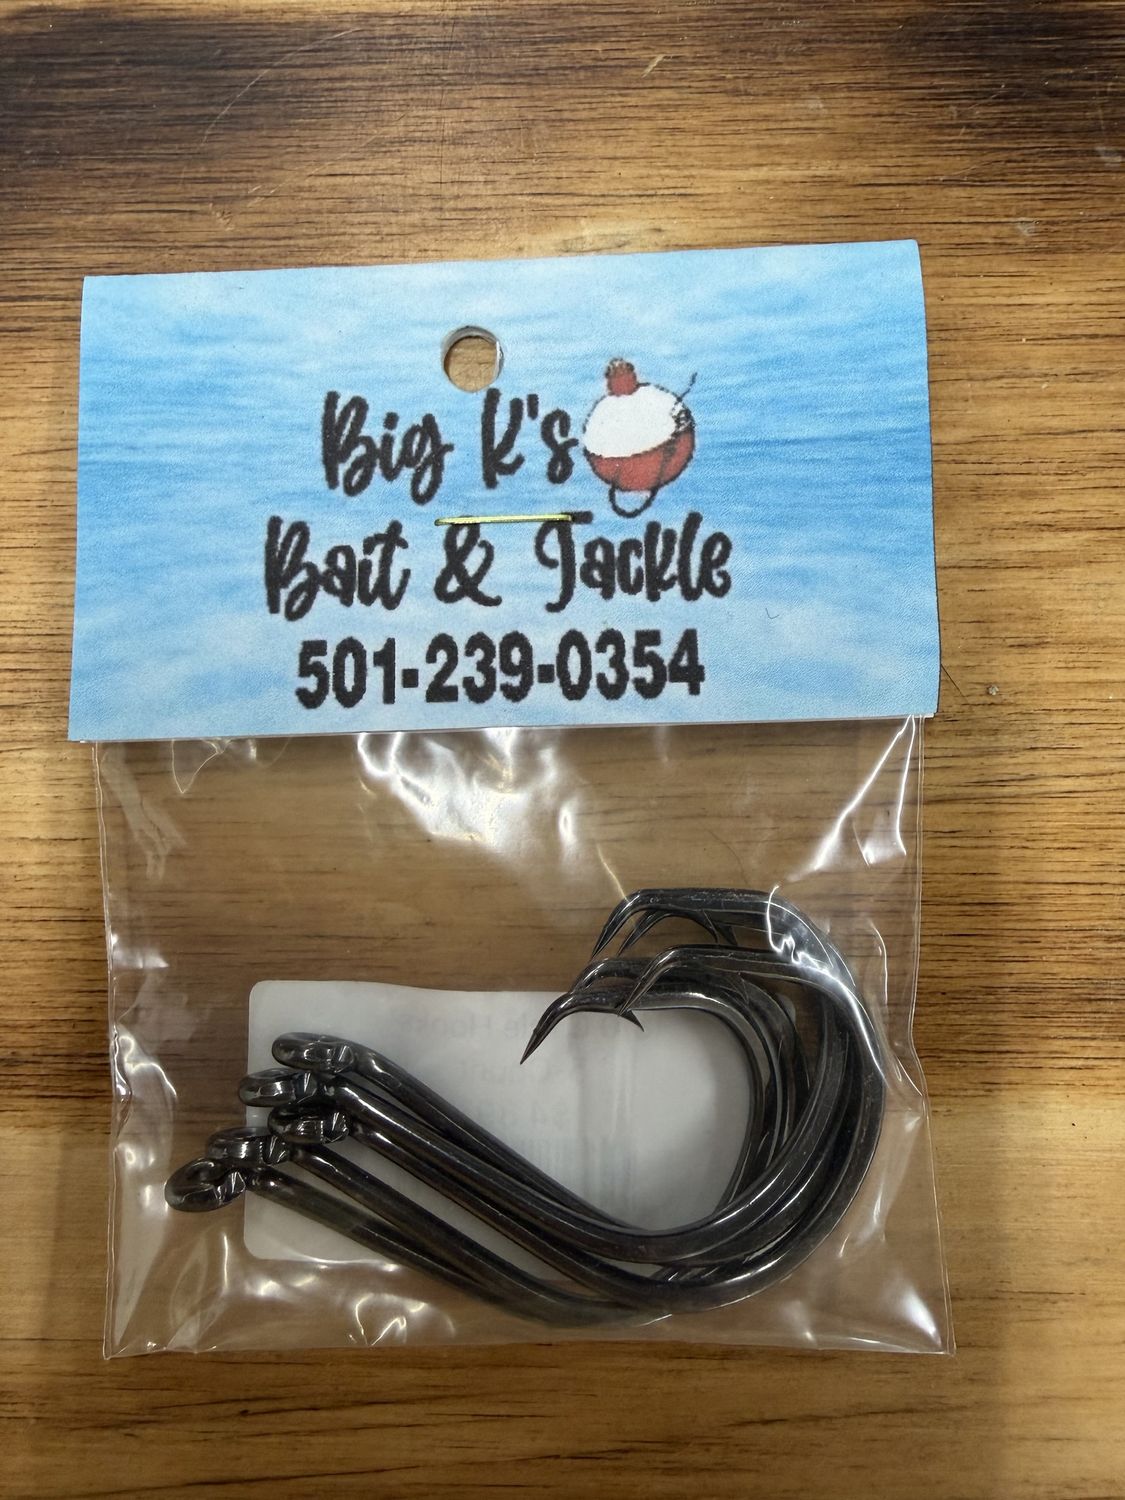 Big K's
Bait & Tackle
501-239-0354